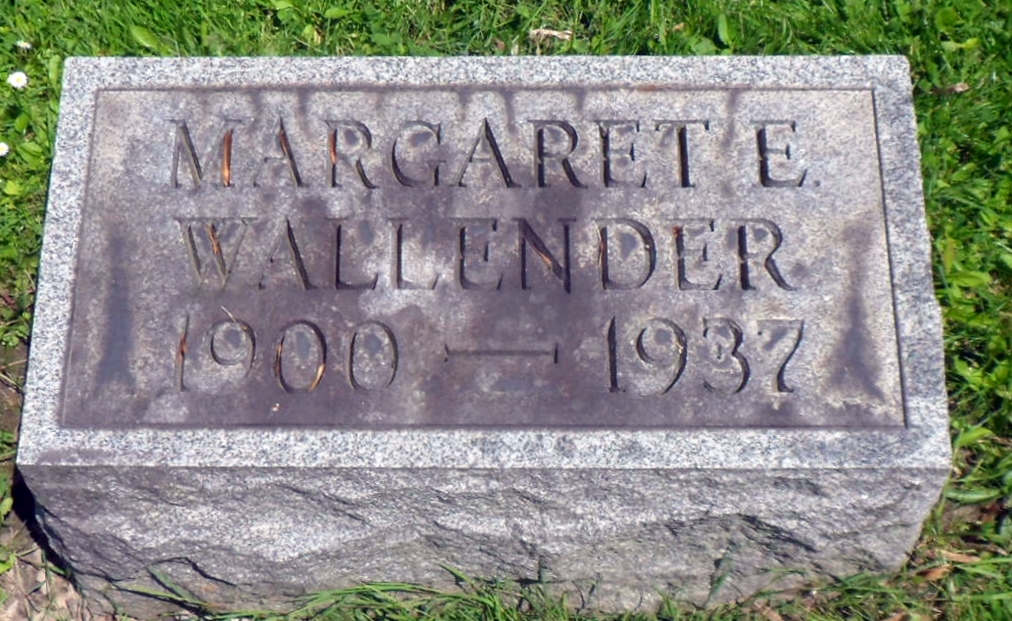 MARGARET E.
WALLENDER
1900 — 1937